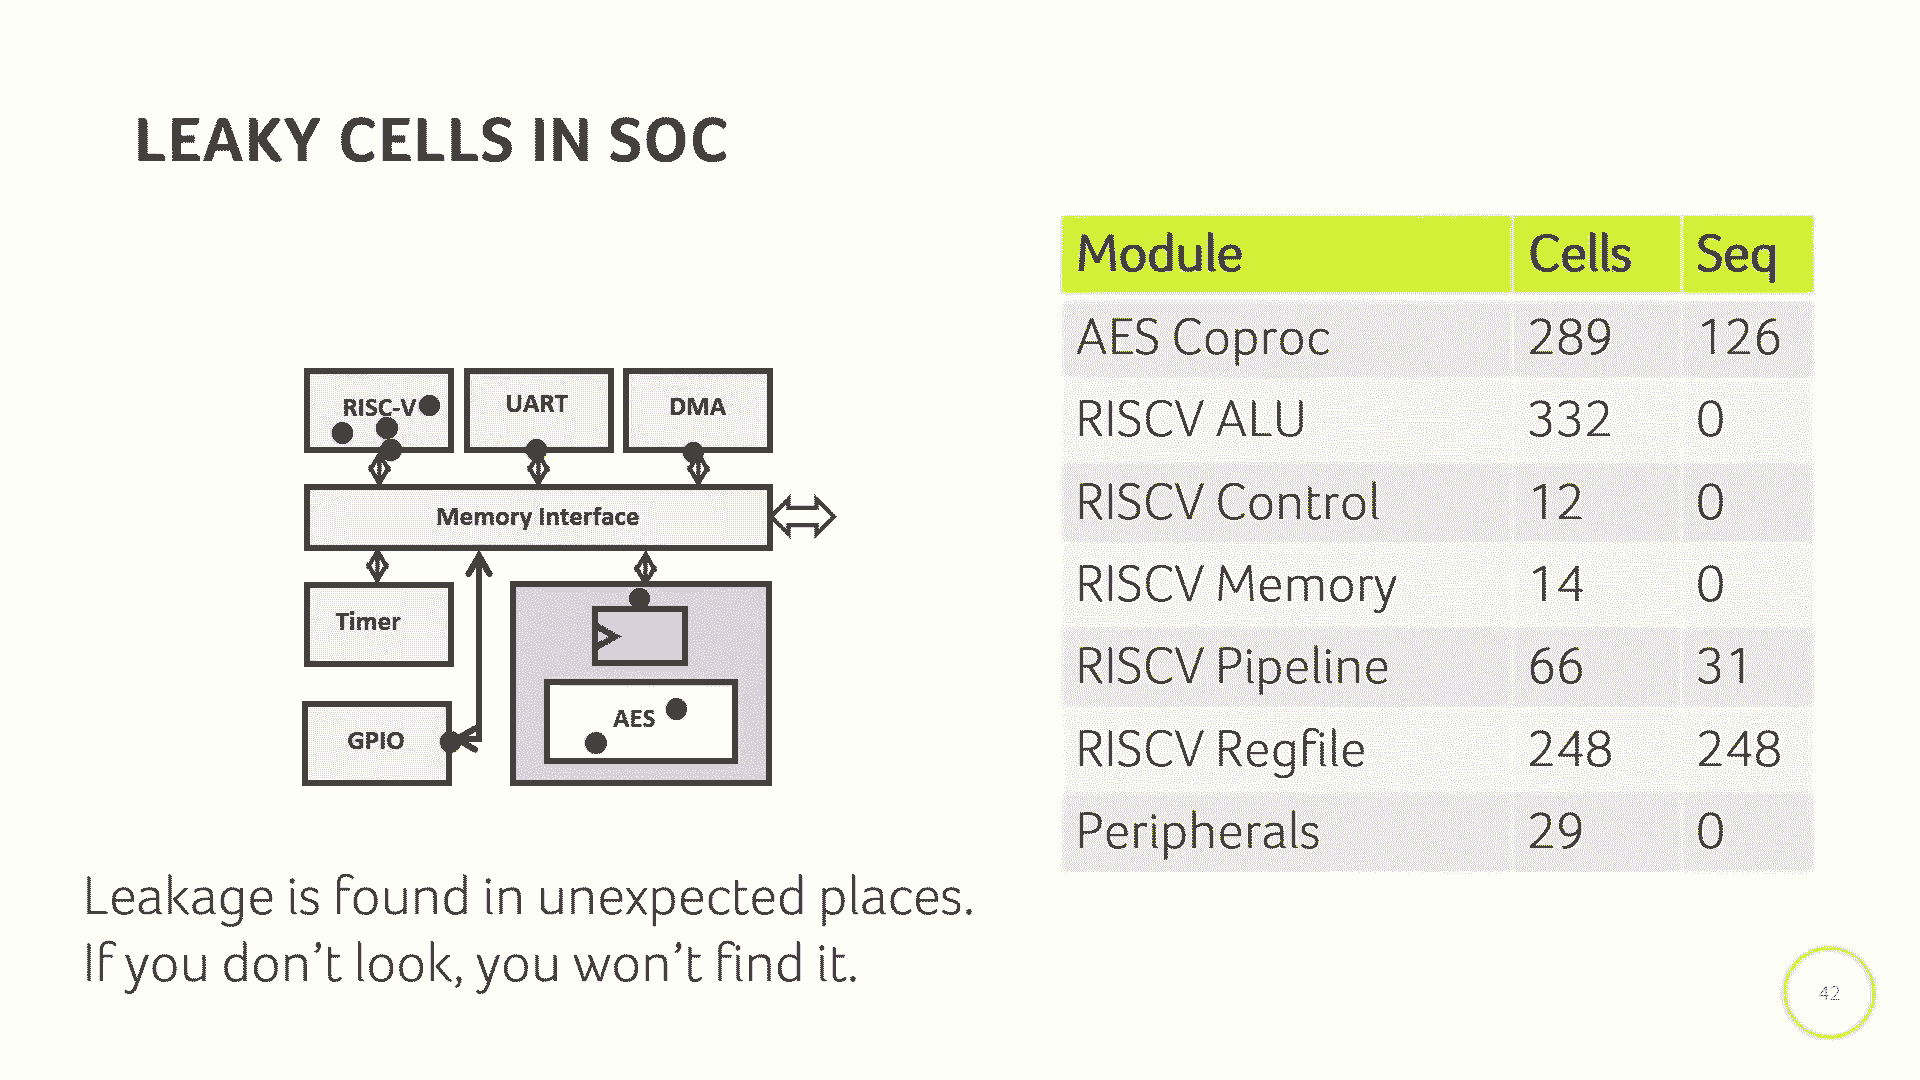 LEAKY CELLS IN SOC
RISC-V
UART
DMA
Memory Interface
Timer
GPIO
AES
Module Cells Seq
AES Coproc 289 126
RISCV ALU 332 0
RISCV Control 12 0
RISCV Memory 14 0
RISCV Pipeline 66 31
RISCV Regfile 248 248
Peripherals 29 0
Leakage is found in unexpected places.
If you don’t look, you won’t find it.
42